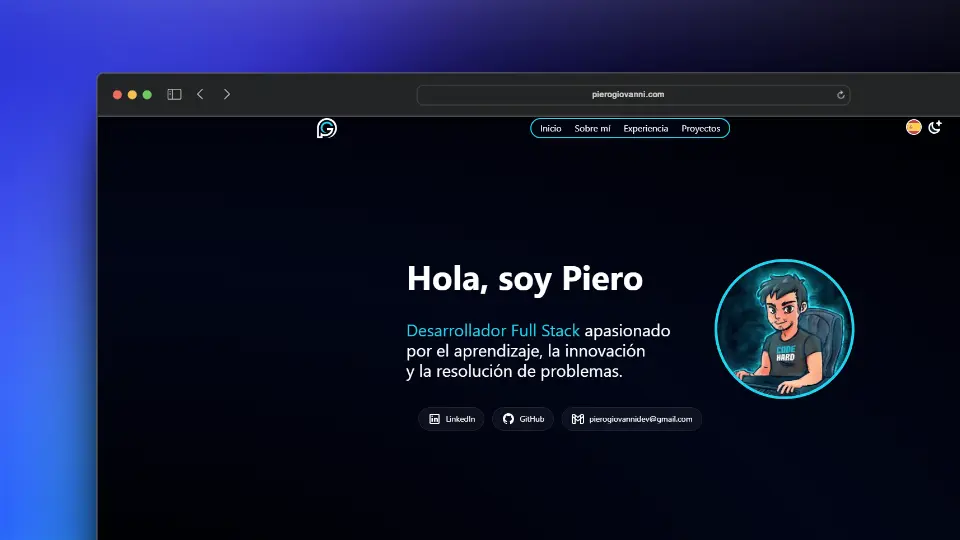 pierogiovanni.com
Inicio Sobre mí Experiencia Proyectos
Hola, soy Piero
Desarrollador Full Stack apasionado
por el aprendizaje, la innovación
y la resolución de problemas.
CODE
HARD
LinkedIn GitHub pierogiovannidev@gmail.com